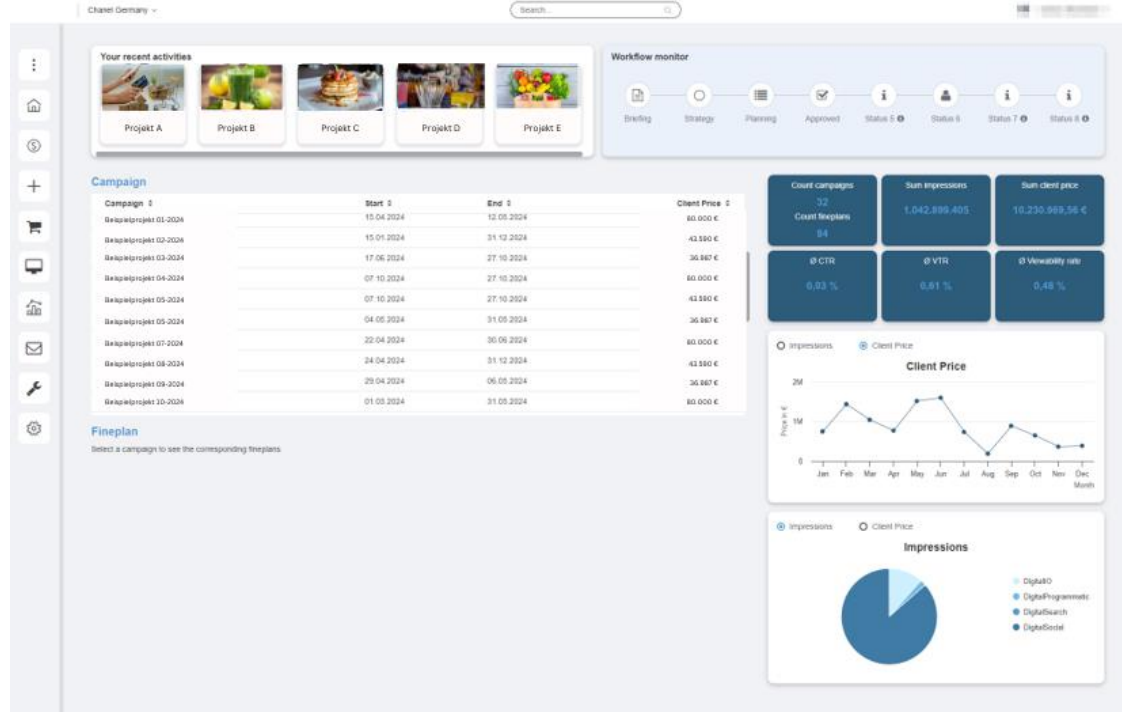 Chanel Germany
Search...
Your recent activities
Projekt A
Projekt B
Projekt C
Projekt D
Projekt E
Workflow monitor
Briefing
Strategy
Planning
Approved
Status 5
Status 6
Status 7
Status 8
Campaign
Campaign Start End Client Price
Beispielprojekt 01-2024 15.04.2024 12.05.2024 80.000 €
Beispielprojekt 02-2024 15.01.2024 31.12.2024 43.590 €
Beispielprojekt 03-2024 17.06.2024 27.10.2024 36.867 €
Beispielprojekt 04-2024 07.10.2024 27.10.2024 80.000 €
Beispielprojekt 05-2024 07.10.2024 27.10.2024 43.590 €
Beispielprojekt 05-2024 04.05.2024 31.05.2024 36.867 €
Beispielprojekt 07-2024 22.04.2024 30.06.2024 80.000 €
Beispielprojekt 08-2024 24.04.2024 31.12.2024 43.590 €
Beispielprojekt 09-2024 29.04.2024 06.05.2024 36.867 €
Beispielprojekt 10-2024 01.03.2024 31.05.2024 80.000 €
Fineplan
Select a campaign to see the corresponding fineplans
Count campaigns
32
Count fineplans
84
Sum impressions
1.042.899.405
Sum client price
10.230.669,56 €
Ø CTR
0,03 %
Ø VTR
0,61 %
Ø Viewability rate
0,48 %
Impressions
Client Price
Client Price
2M
1M
0
Price in €
Jan Feb Mar Apr May Jun Jul Aug Sep Oct Nov Dec
Month
Impressions
Client Price
Impressions
DigitalIO
DigitalProgrammatic
DigitalSearch
DigitalSocial